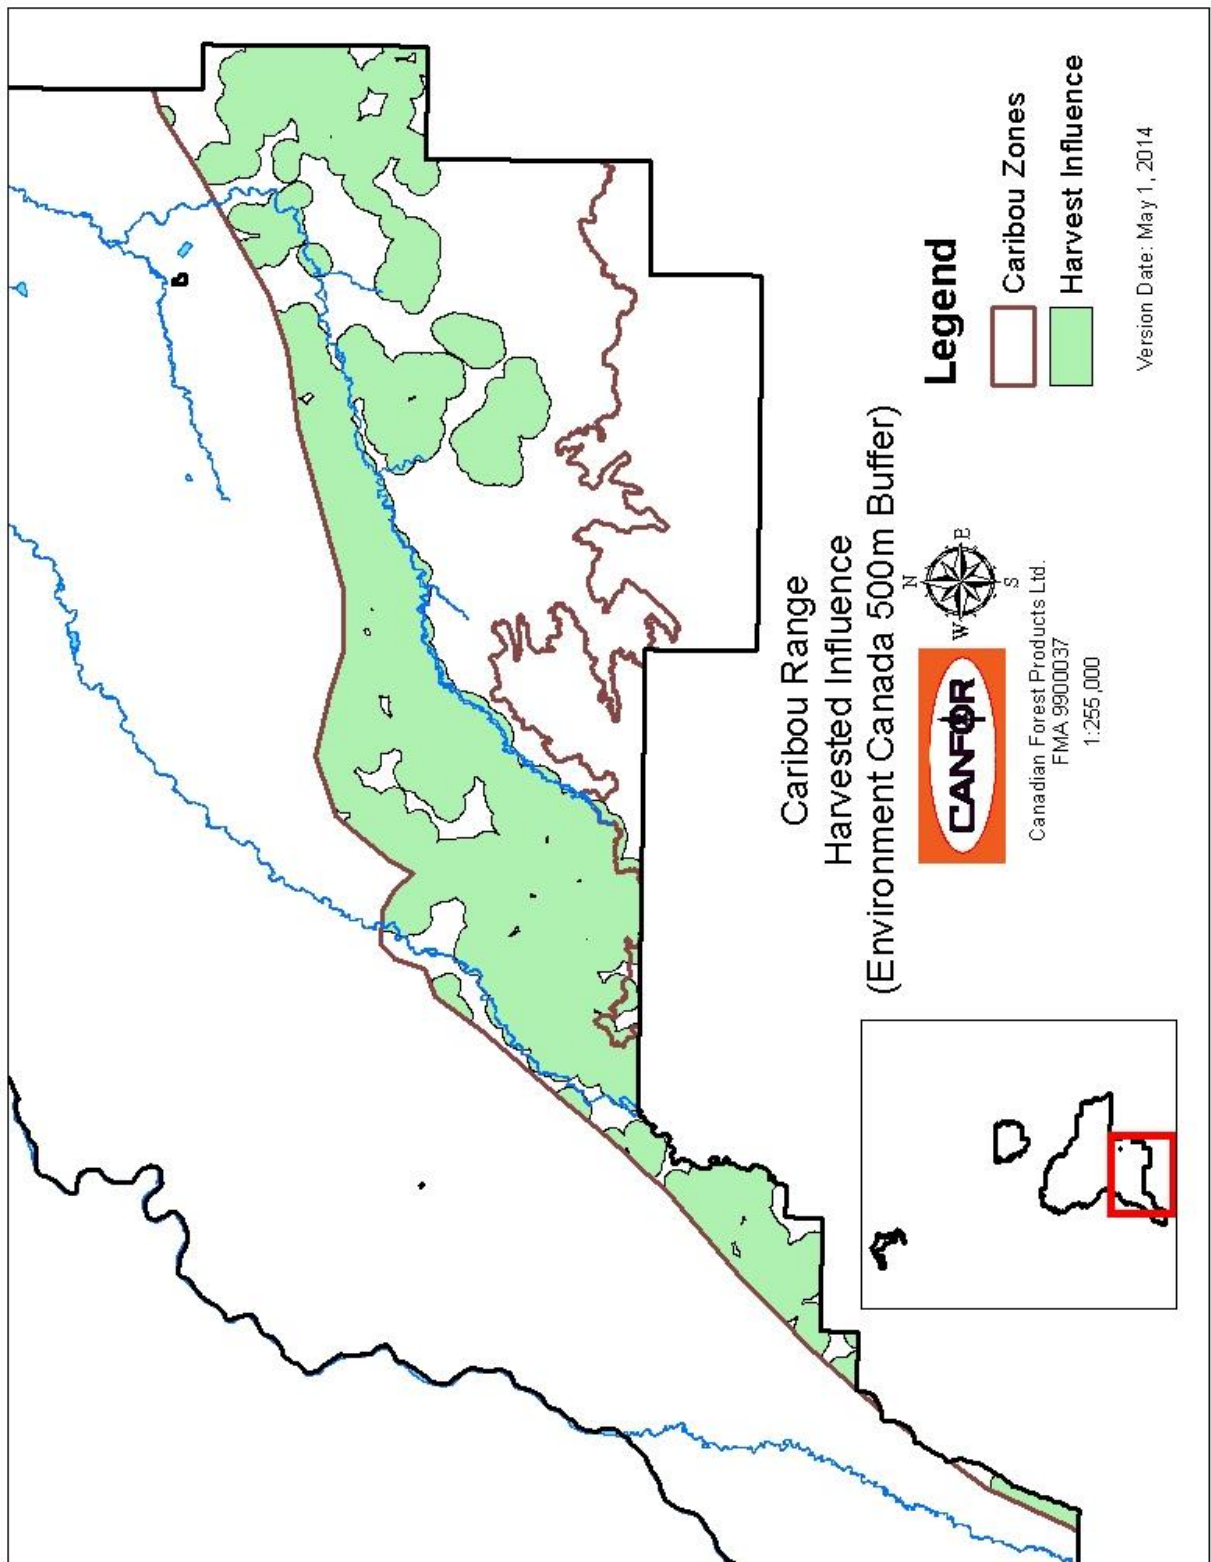 Caribou Range
Harvested Influence
(Environment Canada 500m Buffer)
CANFOR
N
W
E
S
Canadian Forest Products Ltd.
FMA 9900037
1:255,000
Legend
Caribou Zones
Harvest Influence
Version Date: May 1, 2014